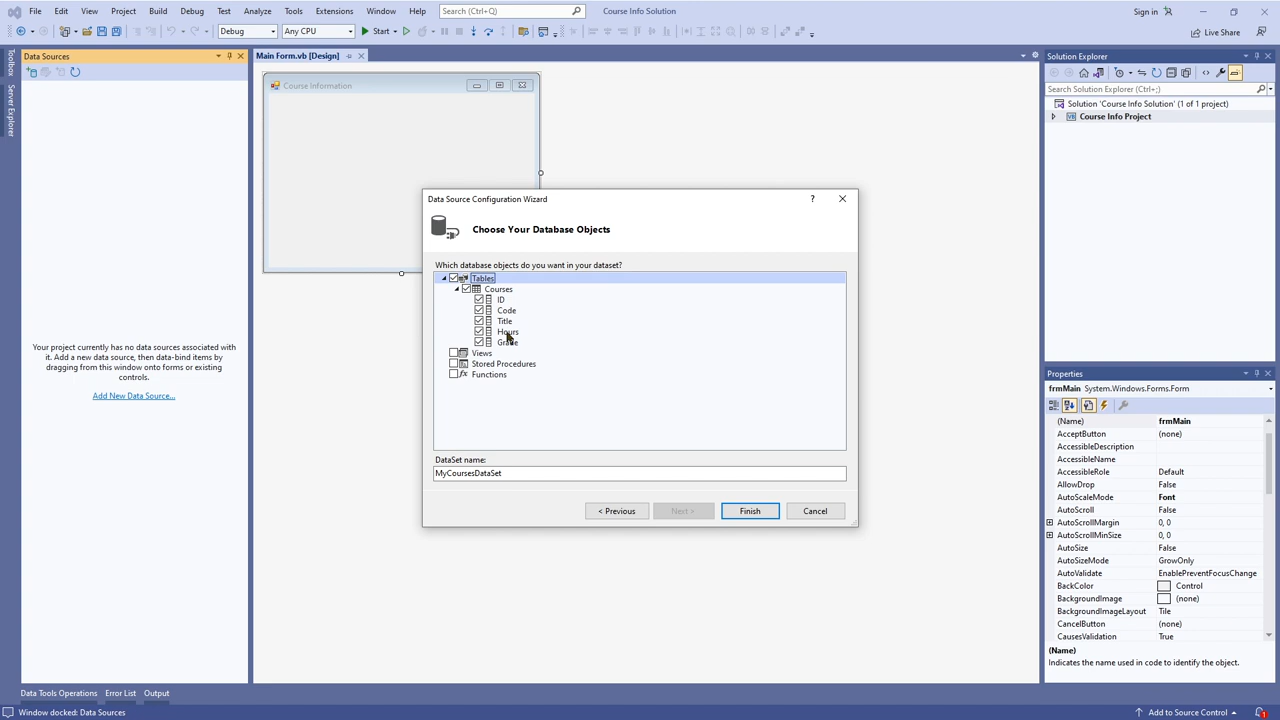 File Edit View Project Build Debug Test Analyze Tools Extensions Window Help Search (Ctrl+Q) Course Info Solution Sign in
Debug Any CPU Start Live Share
Toolbox
Server Explorer
Data Sources
Your project currently has no data sources associated
with it. Add a new data source, then data-bind items by
dragging from this window onto forms or existing
controls.
Add New Data Source...
Main Form.vb [Design]
Course Information
Data Source Configuration Wizard
?
Choose Your Database Objects
Which database objects do you want in your dataset?
Tables
Courses
ID
Code
Title
Hours
Views
Stored Procedures
fx Functions
DataSet name:
MyCoursesDataSet
< Previous Next > Finish Cancel
Solution Explorer
Search Solution Explorer (Ctrl+;)
Solution 'Course Info Solution' (1 of 1 project)
VB Course Info Project
Properties
frmMain System.Windows.Forms.Form
(Name) frmMain
AcceptButton (none)
AccessibleDescription
AccessibleName
AccessibleRole Default
AllowDrop False
AutoScaleMode Font
AutoScroll False
AutoScrollMargin 0, 0
AutoScrollMinSize 0, 0
AutoSize False
AutoSizeMode GrowOnly
AutoValidate EnablePreventFocusChange
BackColor Control
BackgroundImage (none)
BackgroundImageLayout Tile
CancelButton (none)
CausesValidation True
(Name)
Indicates the name used in code to identify the object.
Data Tools Operations Error List Output
Window docked: Data Sources Add to Source Control 1